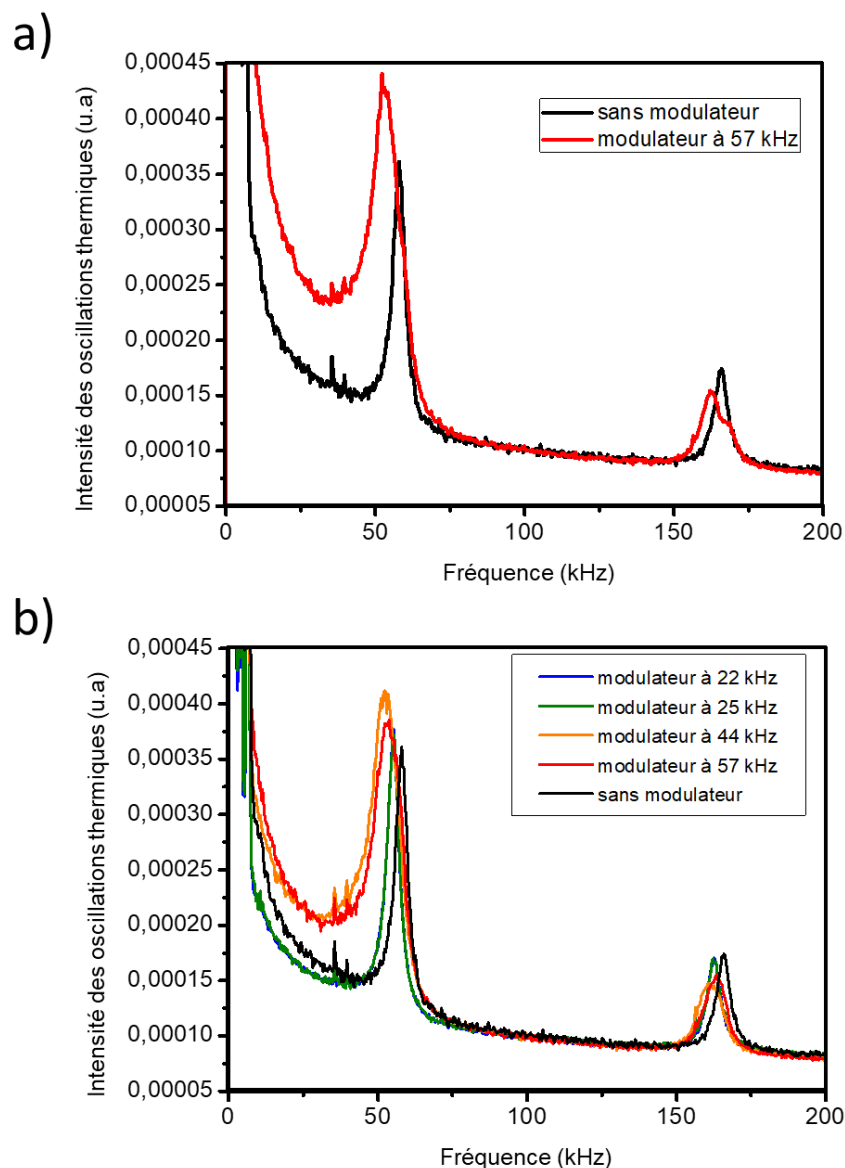 a)
0,00045
0,00040
0,00035
0,00030
0,00025
0,00020
0,00015
0,00010
0,00005
Intensité des oscillations thermiques (u.a)
sans modulateur
modulateur à 57 kHz
0 50 100 150 200
Fréquence (kHz)
b)
0,00045
0,00040
0,00035
0,00030
0,00025
0,00020
0,00015
0,00010
0,00005
Intensité des oscillations thermiques (u.a)
modulateur à 22 kHz
modulateur à 25 kHz
modulateur à 44 kHz
modulateur à 57 kHz
sans modulateur
0 50 100 150 200
Fréquence (kHz)